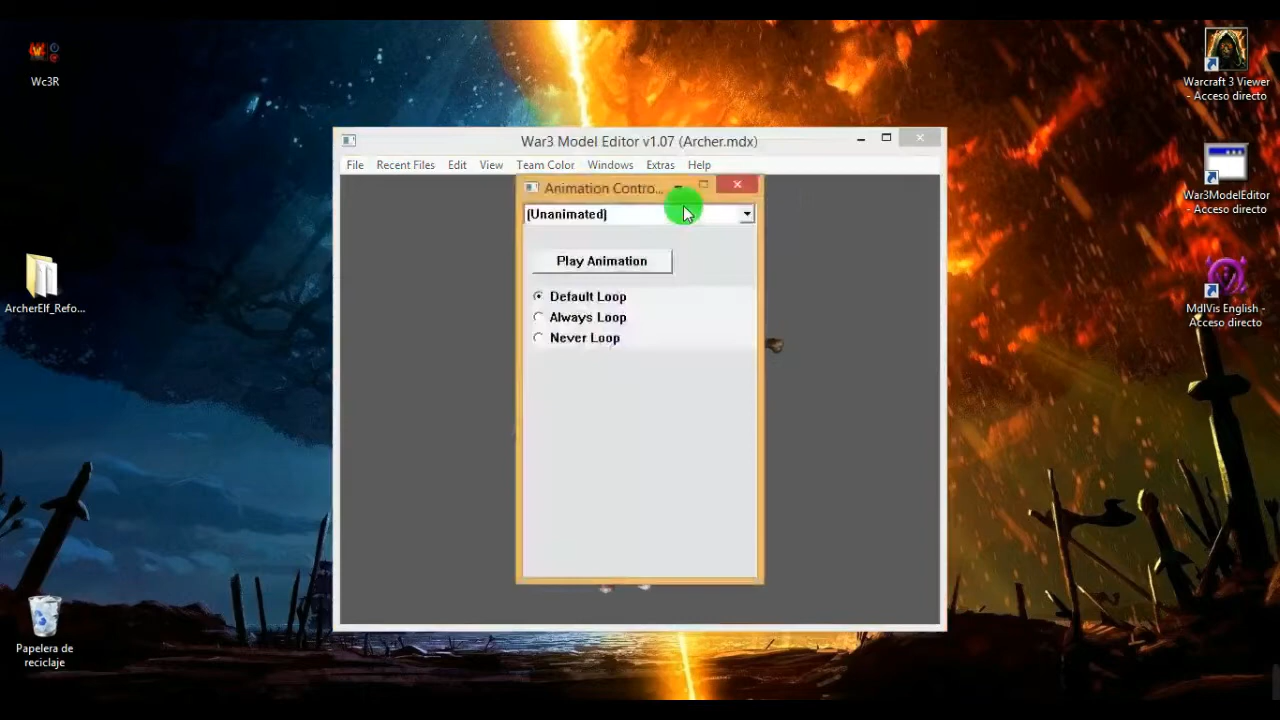 Wc3R
ArcherElf_Refo...
Papelera de
reciclaje
War3 Model Editor v1.07 (Archer.mdx)
File Recent Files Edit View Team Color Windows Extras Help
Animation Contro...
(Unanimated)
Play Animation
Default Loop
Always Loop
Never Loop
Warcraft 3 Viewer
- Acceso directo
War3ModelEditor
- Acceso directo
MdlVis English -
Acceso directo